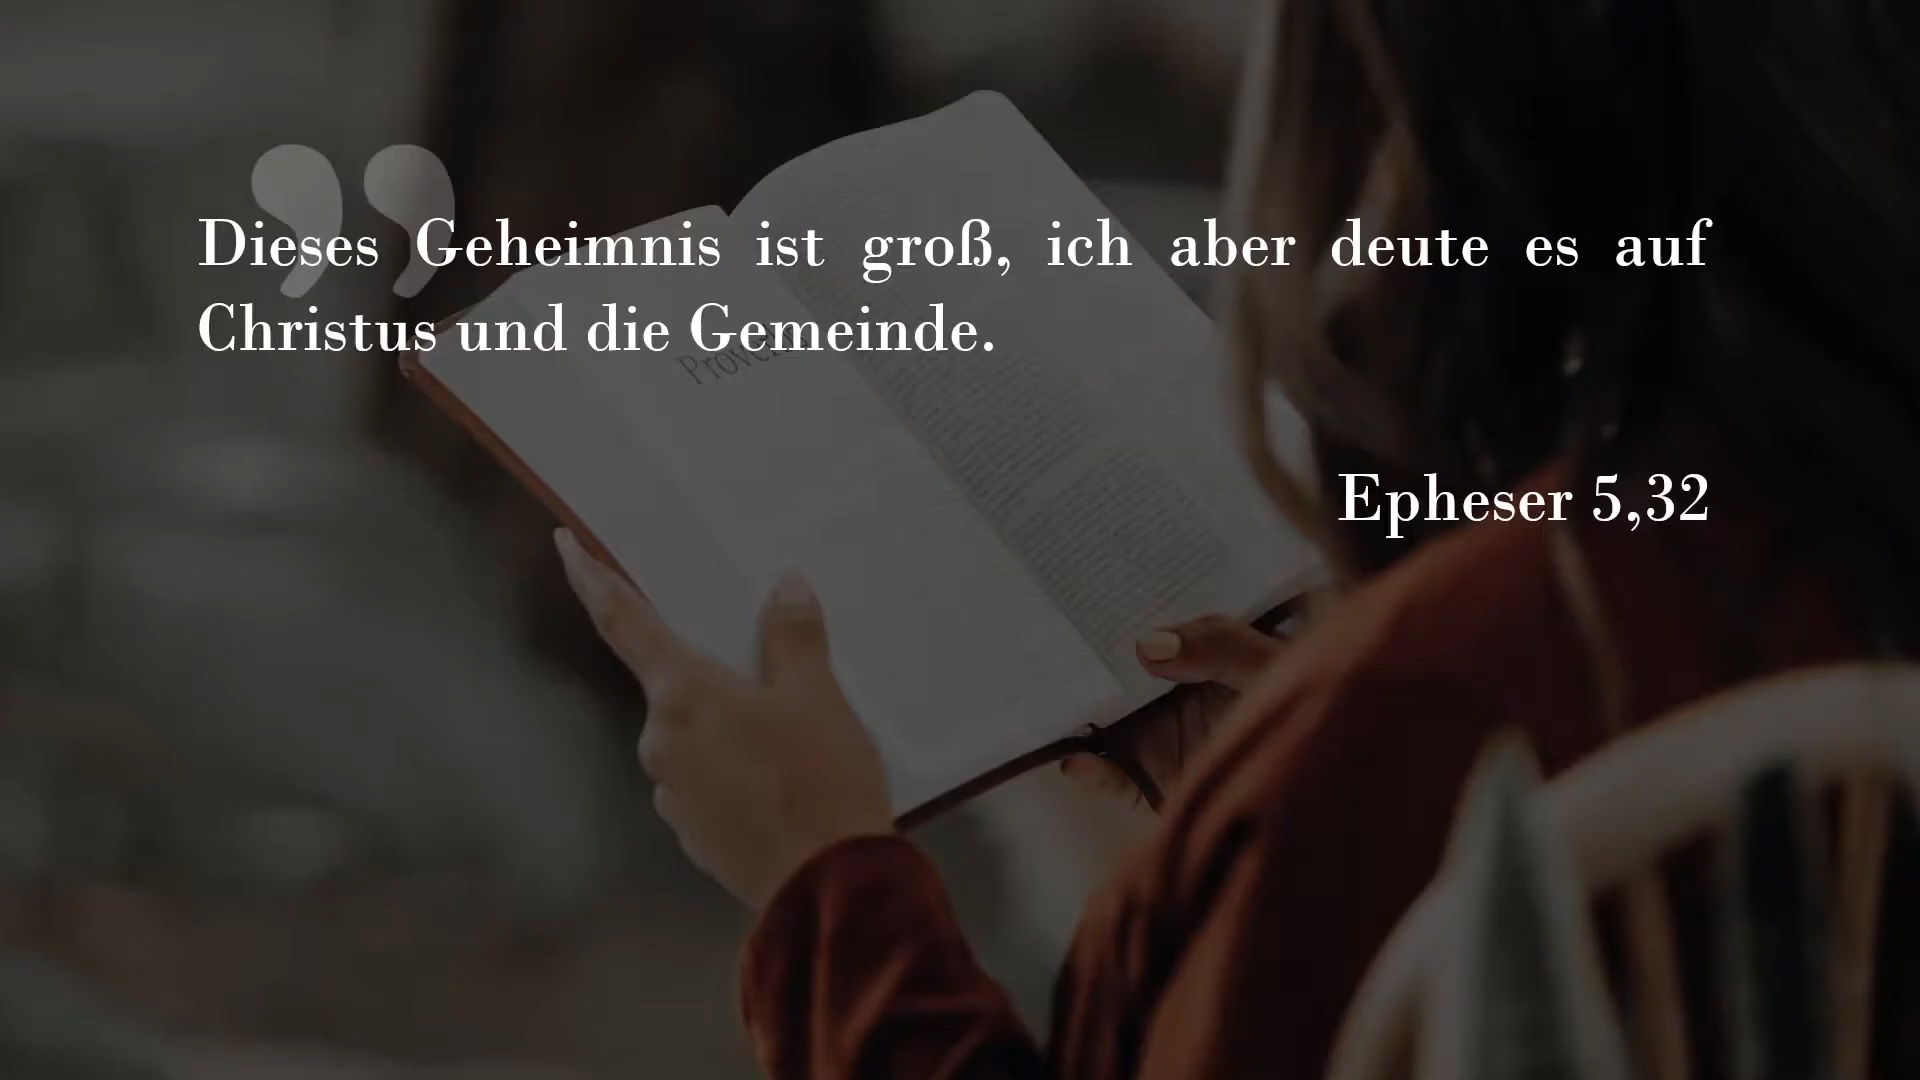 Dieses Geheimnis ist groß, ich aber deute es auf
Christus und die Gemeinde.
Epheser 5,32